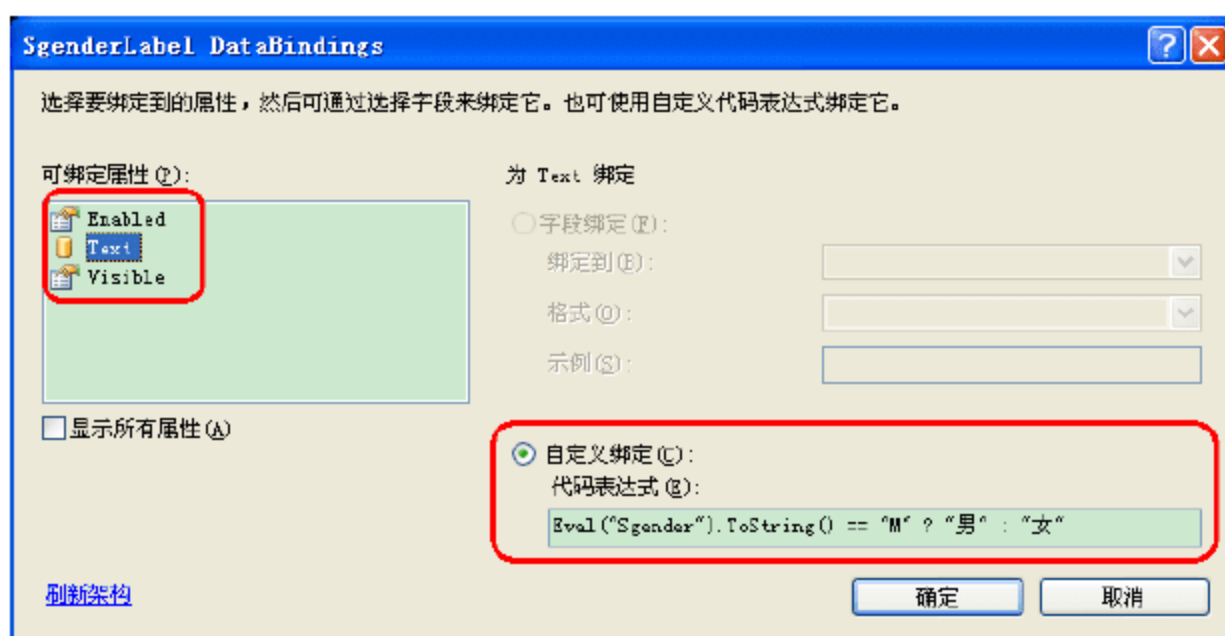 SgenderLabel DataBindings
选择要绑定到的属性，然后可通过选择字段来绑定它。也可使用自定义代码表达式绑定它。
可绑定属性(P):
Enabled
Text
Visible
显示所有属性(A)
为 Text 绑定
字段绑定(F):
绑定到(B):
格式(O):
示例(S):
自定义绑定(C):
代码表达式(E):
Eval("Sgender").ToString() == "M" ? "男" : "女"
刷新架构
确定
取消